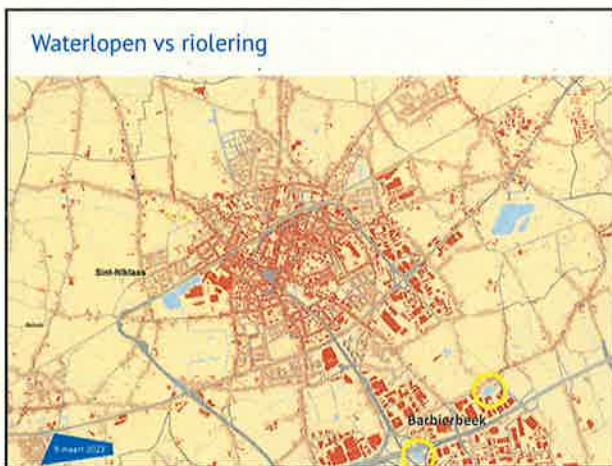 Waterlopen vs riolering
Sint-Niklaas
Barbierbeek
9 maart 2023